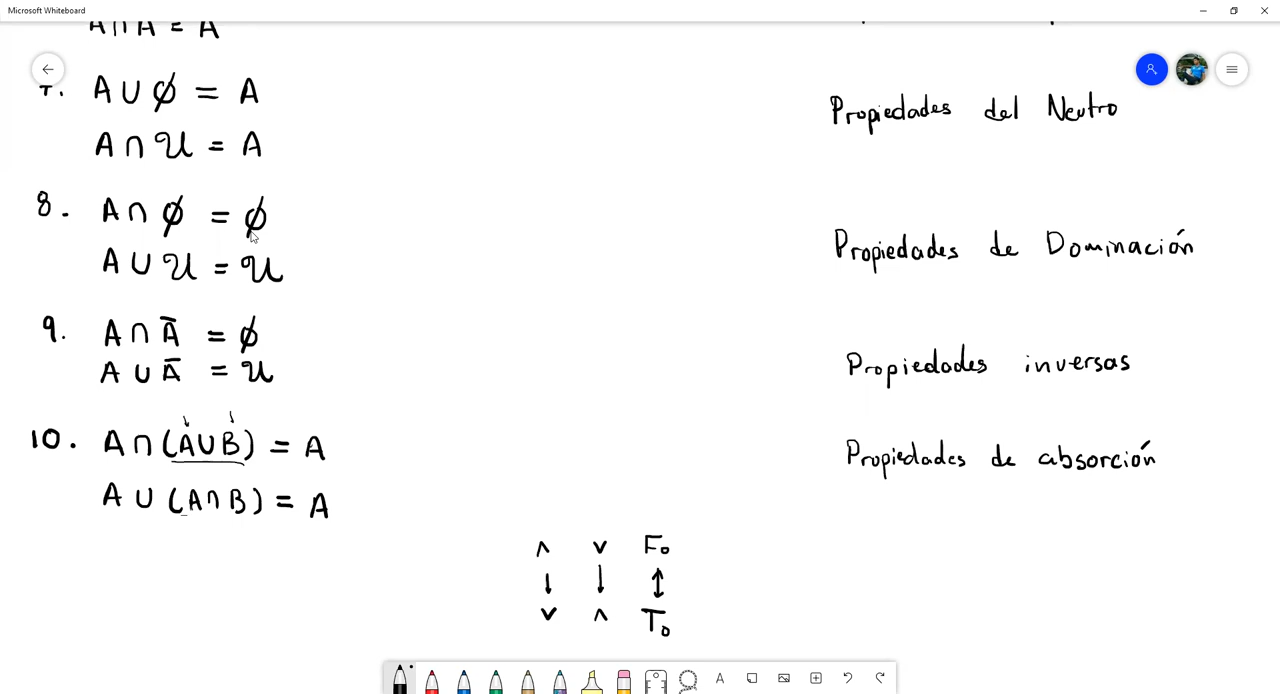 Microsoft Whiteboard
A ∩ A = A
A ∪ ∅ = A
Propiedades del Neutro
A ∩ 𝒰 = A
8. A ∩ ∅ = ∅
A ∪ 𝒰 = 𝒰
Propiedades de Dominación
9. A ∩ Ā = ∅
A ∪ Ā = 𝒰
Propiedades inversas
10. A ∩ (A ∪ B) = A
Propiedades de absorción
A ∪ (A ∩ B) = A
∧ ∨ F₀
↓ ↓ ↕
∨ ∧ T₀